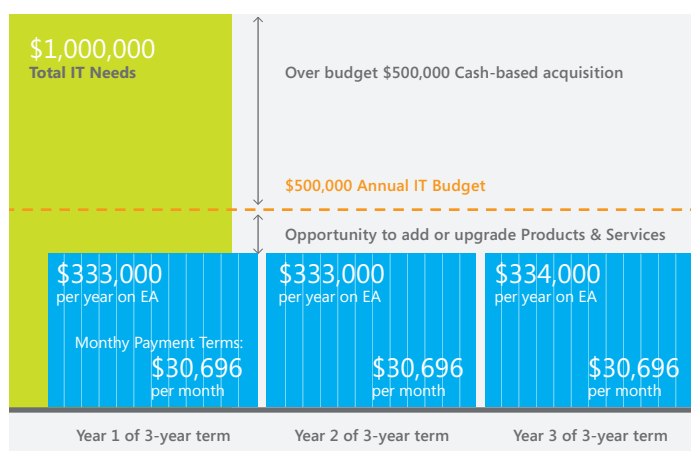 $1,000,000
Total IT Needs
Over budget $500,000 Cash-based acquisition
$500,000 Annual IT Budget
Opportunity to add or upgrade Products & Services
$333,000
per year on EA
Monthy Payment Terms:
$30,696
per month
$333,000
per year on EA
$30,696
per month
$334,000
per year on EA
$30,696
per month
Year 1 of 3-year term
Year 2 of 3-year term
Year 3 of 3-year term